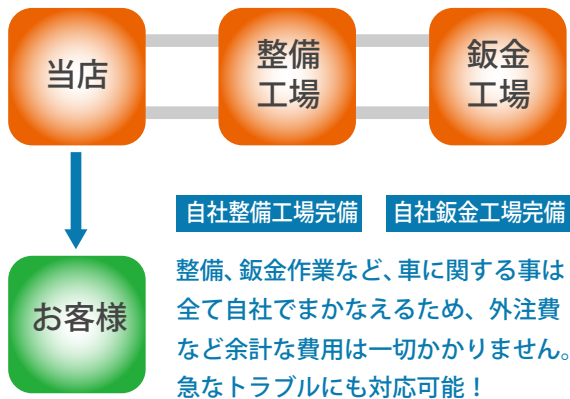 当店
整備
工場
鈑金
工場
自社整備工場完備
自社鈑金工場完備
お客様
整備、鈑金作業など、車に関する事は
全て自社でまかなえるため、外注費
など余計な費用は一切かかりません。
急なトラブルにも対応可能！